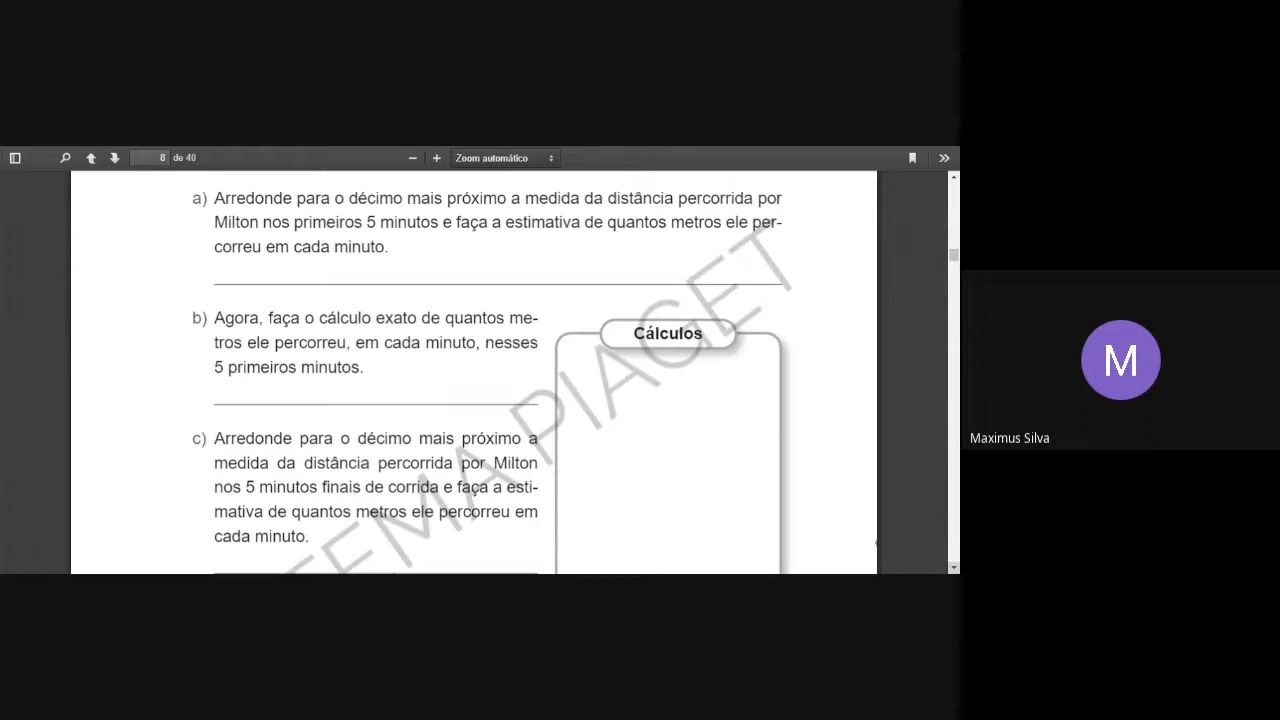 8 de 40
Zoom automático
a) Arredonde para o décimo mais próximo a medida da distância percorrida por
Milton nos primeiros 5 minutos e faça a estimativa de quantos metros ele per-
correu em cada minuto.
b) Agora, faça o cálculo exato de quantos me-
tros ele percorreu, em cada minuto, nesses
5 primeiros minutos.
Cálculos
c) Arredonde para o décimo mais próximo a
medida da distância percorrida por Milton
nos 5 minutos finais de corrida e faça a esti-
mativa de quantos metros ele percorreu em
cada minuto.
TEMA PIAGET
M
Maximus Silva